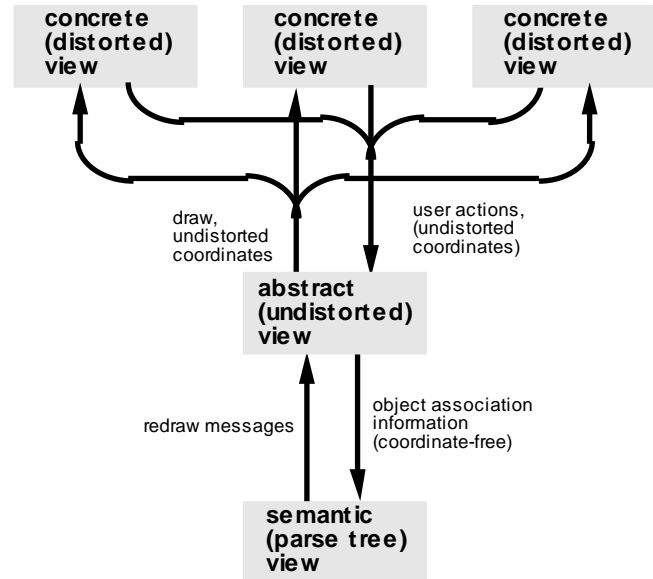 concrete
(distorted)
view
concrete
(distorted)
view
concrete
(distorted)
view
draw,
undistorted
coordinates
user actions,
(undistorted
coordinates)
abstract
(undistorted)
view
redraw messages
object association
information
(coordinate-free)
semantic
(parse tree)
view